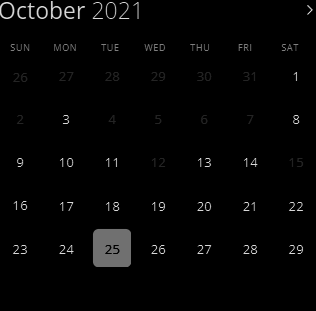 October 2021
SUN MON TUE WED THU FRI SAT
26 27 28 29 30 31 1
2 3 4 5 6 7 8
9 10 11 12 13 14 15
16 17 18 19 20 21 22
23 24 25 26 27 28 29